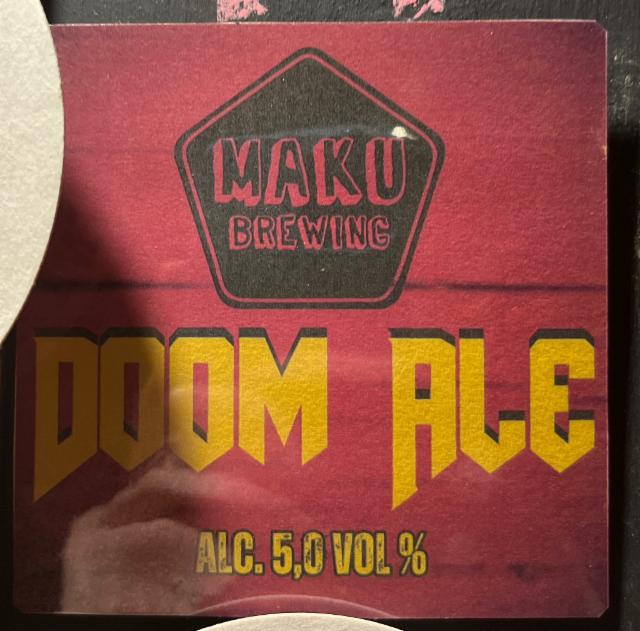 MAKU
BREWING
DOOM ALE
ALC. 5,0 VOL %